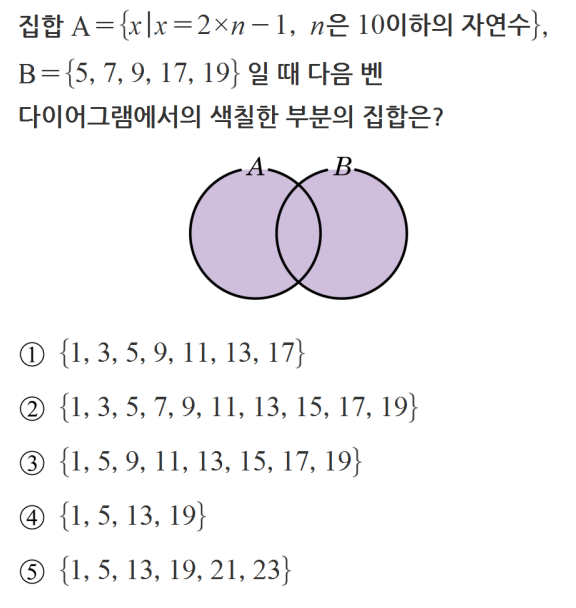 집합 A={x|x=2×n-1, n은 10이하의 자연수},
B={5, 7, 9, 17, 19} 일 때 다음 벤
다이어그램에서의 색칠한 부분의 집합은?
A B
① {1, 3, 5, 9, 11, 13, 17}
② {1, 3, 5, 7, 9, 11, 13, 15, 17, 19}
③ {1, 5, 9, 11, 13, 15, 17, 19}
④ {1, 5, 13, 19}
⑤ {1, 5, 13, 19, 21, 23}